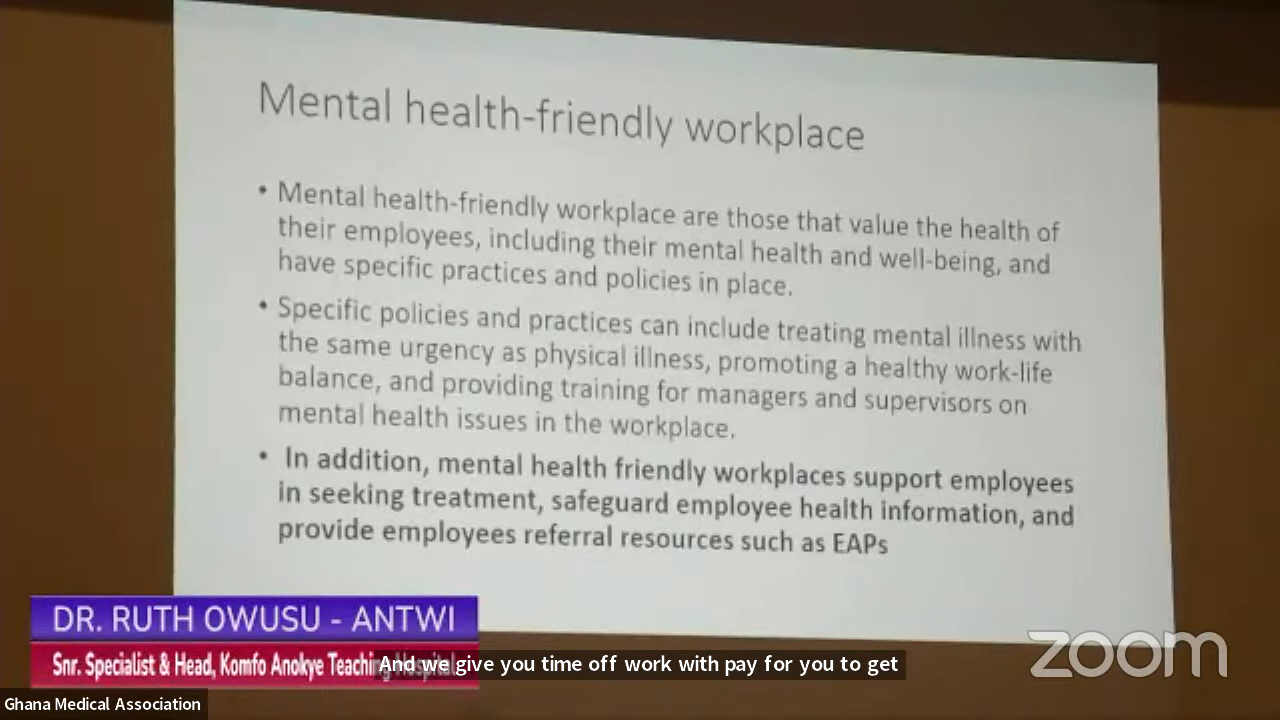 Mental health-friendly workplace
• Mental health-friendly workplace are those that value the health of
their employees, including their mental health and well-being, and
have specific practices and policies in place.
• Specific policies and practices can include treating mental illness with
the same urgency as physical illness, promoting a healthy work-life
balance, and providing training for managers and supervisors on
mental health issues in the workplace.
• In addition, mental health friendly workplaces support employees
in seeking treatment, safeguard employee health information, and
provide employees referral resources such as EAPs
DR. RUTH OWUSU - ANTWI
Snr. Specialist & Head, Komfo Anokye Teaching Hospital
And we give you time off work with pay for you to get
zoom
Ghana Medical Association